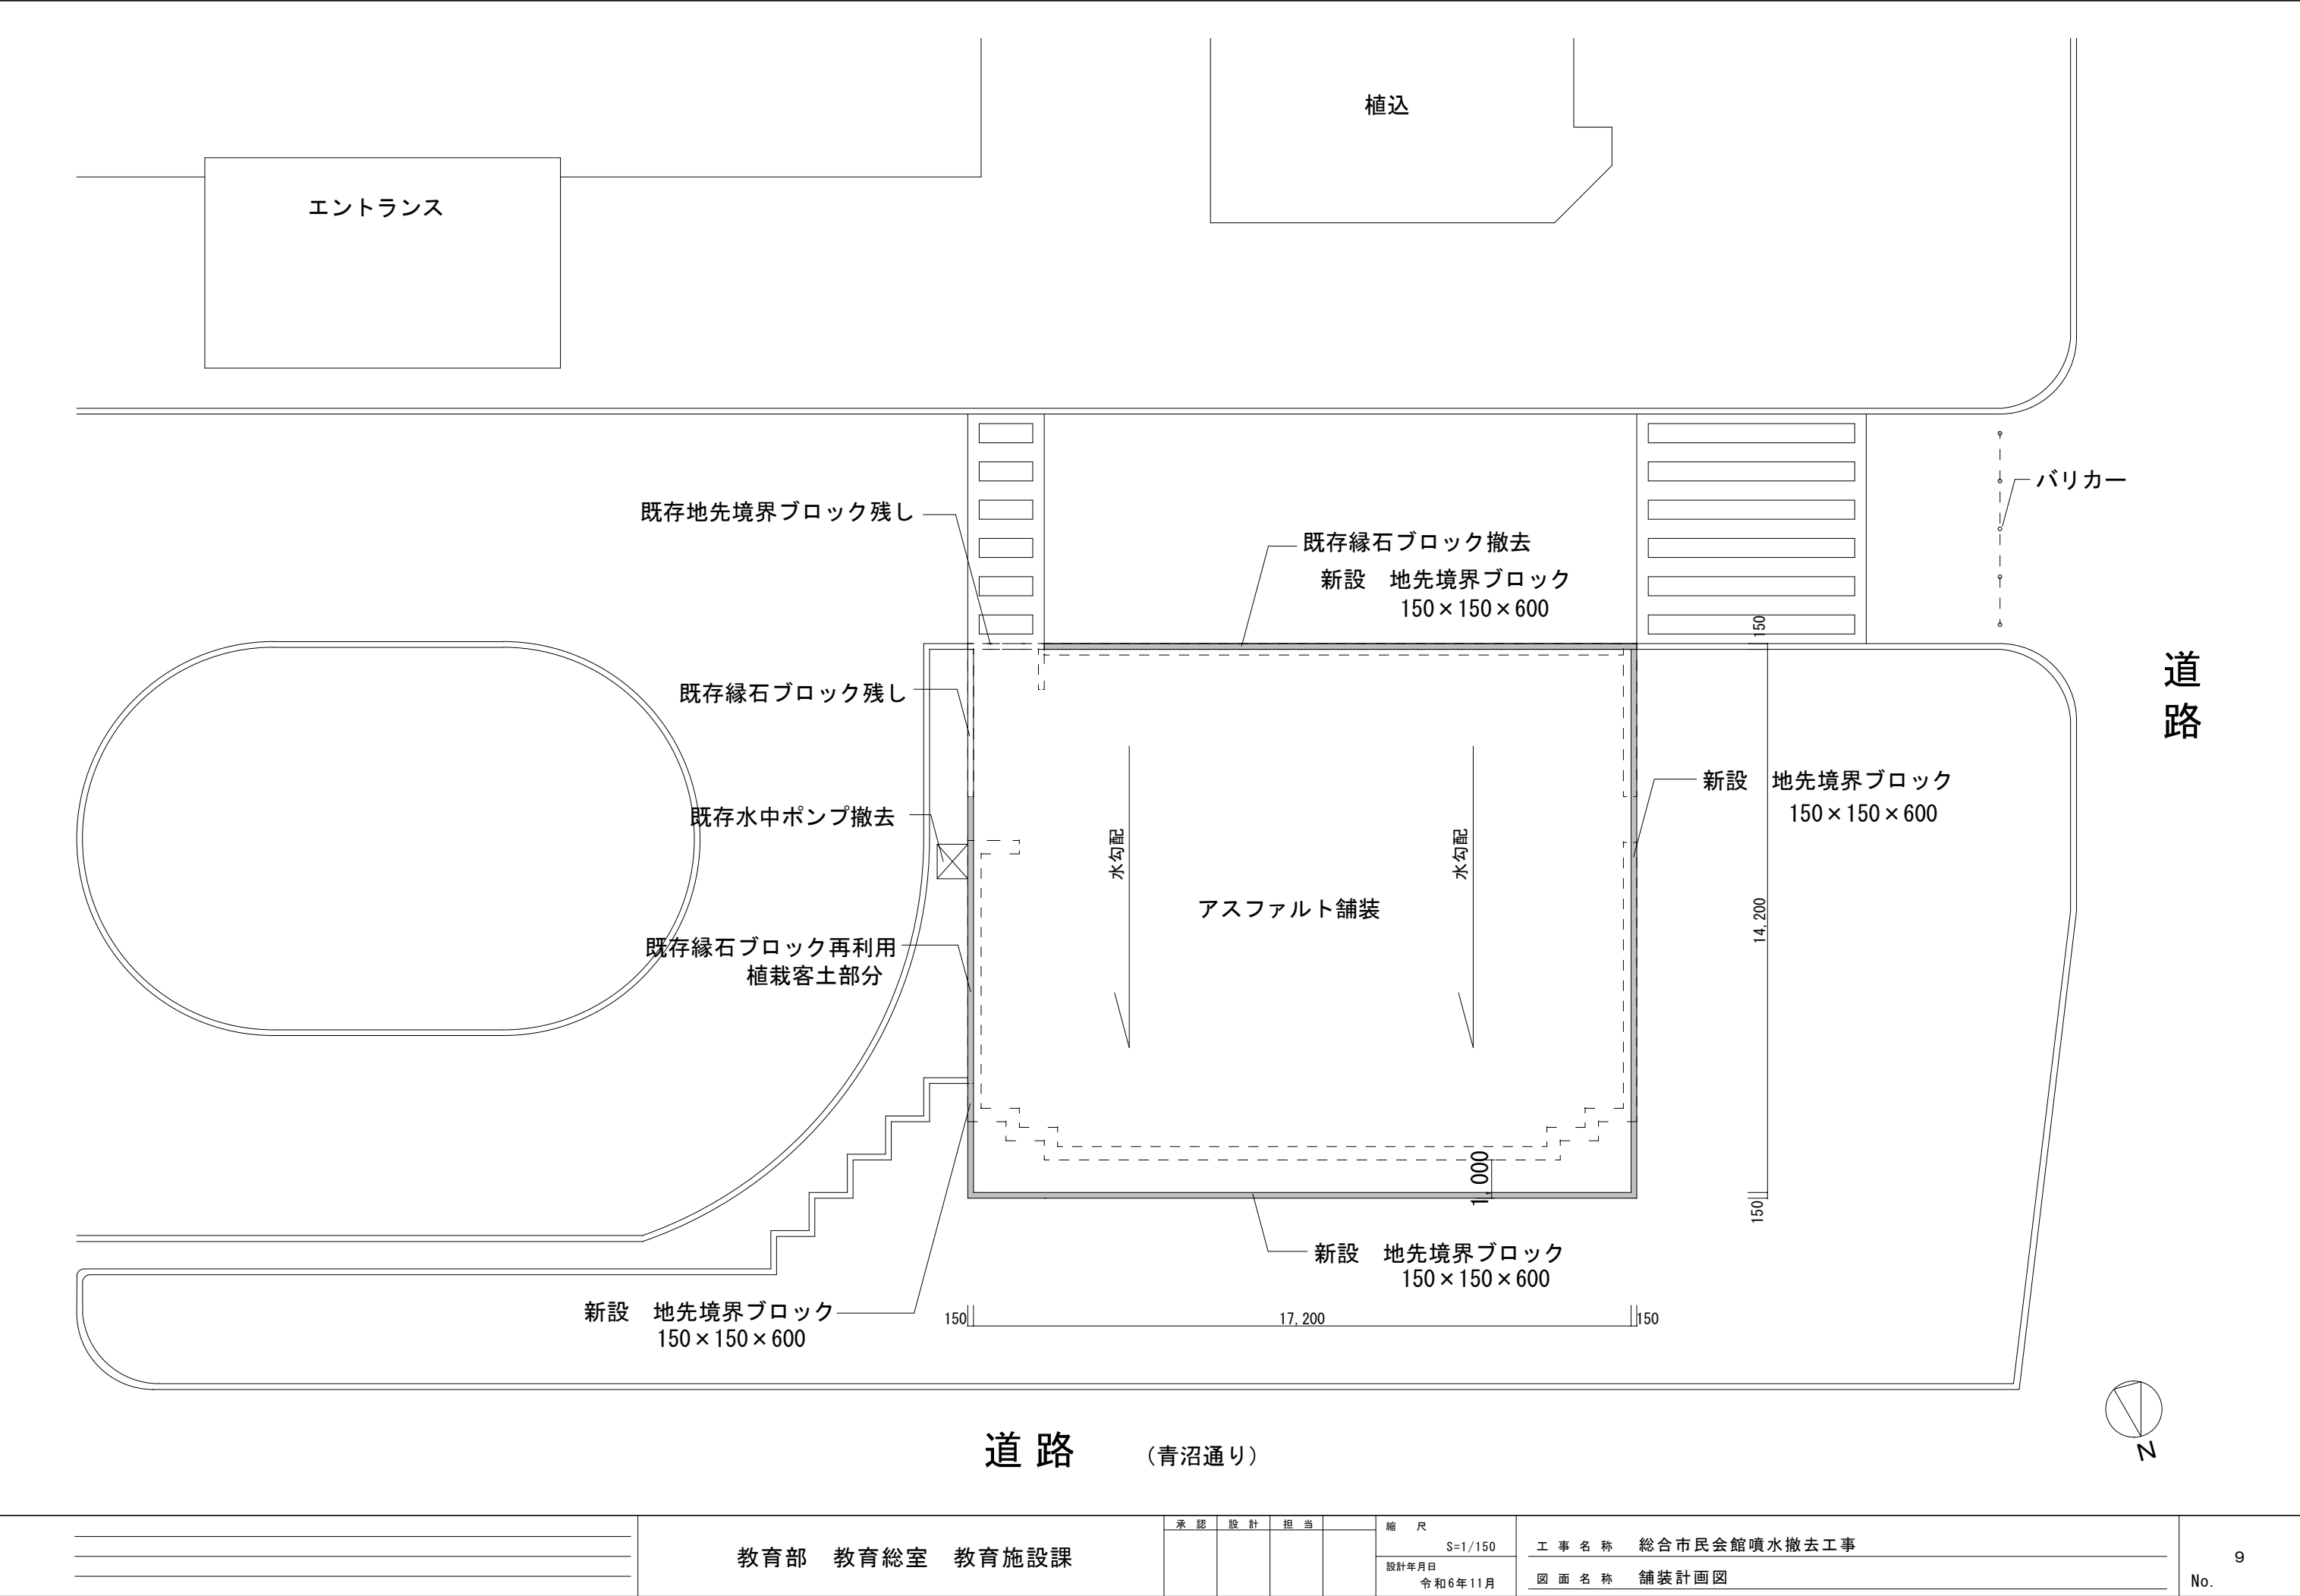 植込
エントランス
バリカー
既存地先境界ブロック残し
既存縁石ブロック撤去
新設　地先境界ブロック
150×150×600
150
道路
既存縁石ブロック残し
新設　地先境界ブロック
150×150×600
既存水中ポンプ撤去
水勾配
水勾配
アスファルト舗装
14,200
既存縁石ブロック再利用
植栽客土部分
1,000
150
新設　地先境界ブロック
150×150×600
新設　地先境界ブロック
150×150×600
150
17,200
150
道路　（青沼通り）
N
教育部　教育総室　教育施設課
承認
設計
担当
縮　尺
S=1/150
設計年月日
令和6年11月
工事名称　総合市民会館噴水撤去工事
図面名称　舗装計画図
No.
9